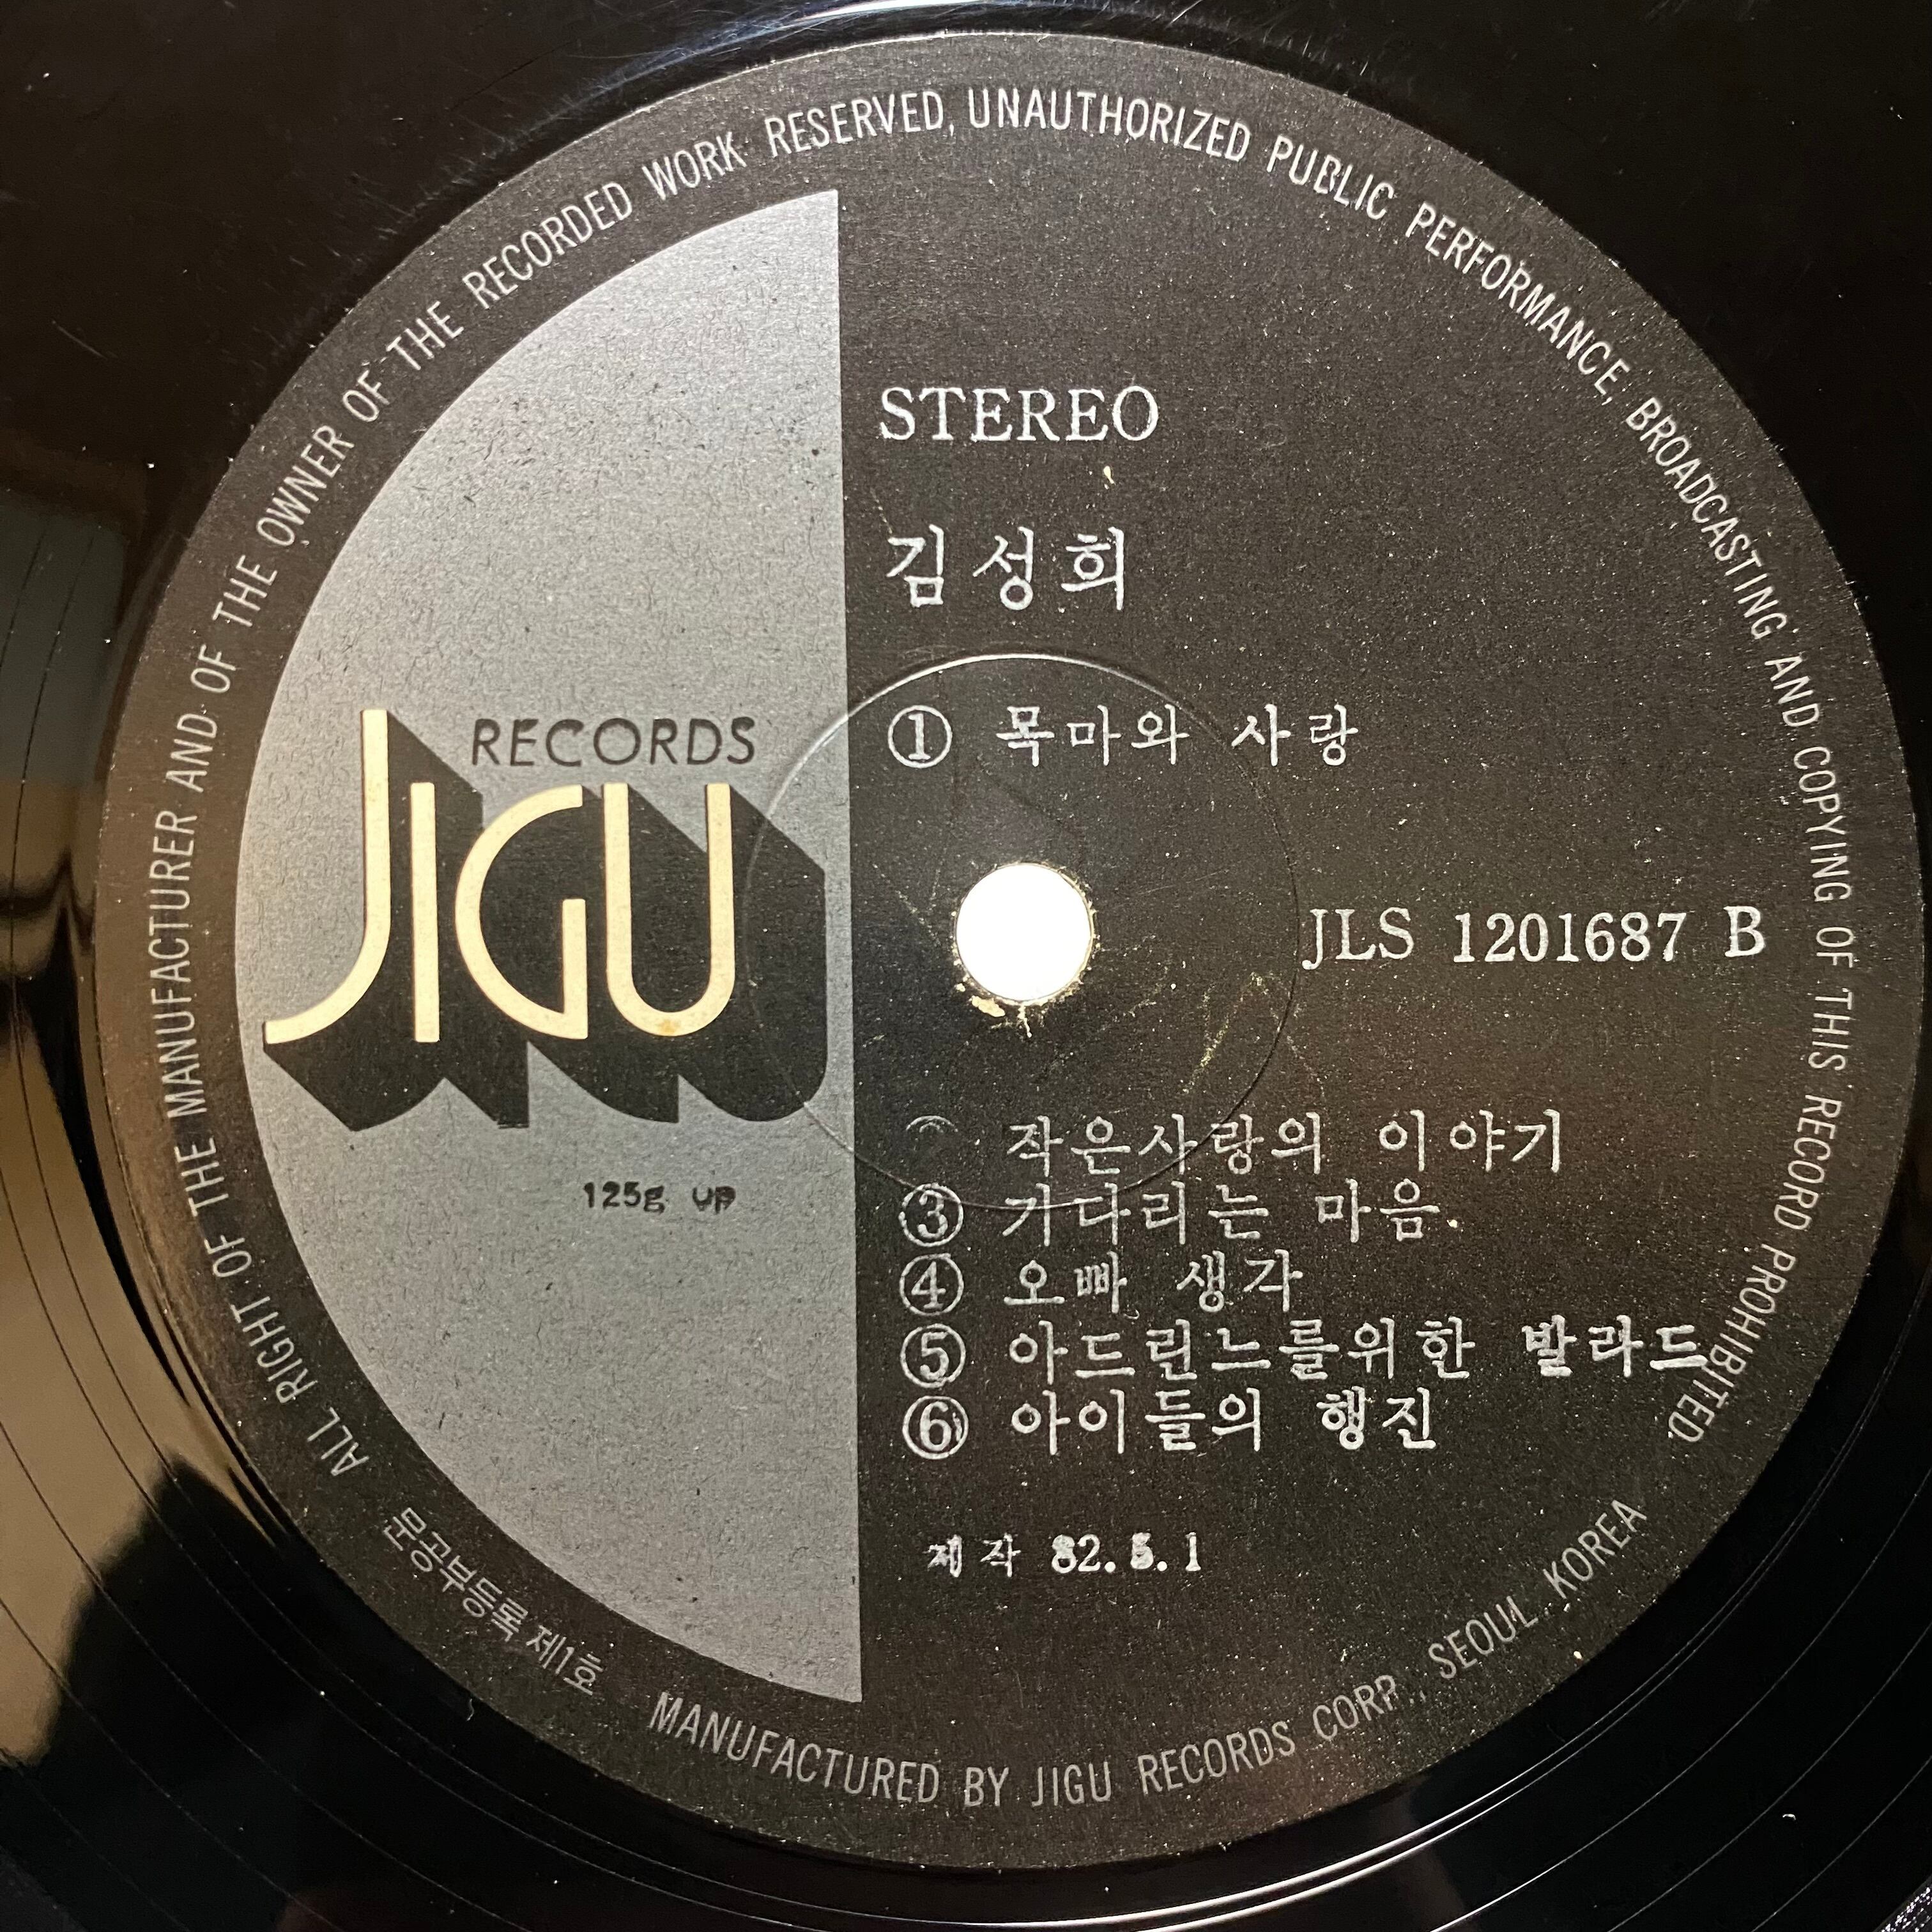 ALL RIGHT OF THE MANUFACTURER AND OF THE OWNER OF THE RECORDED WORK RESERVED, UNAUTHORIZED PUBLIC PERFORMANCE, BROADCASTING AND COPYING OF THIS RECORD PROHIBITED
STEREO
김성희
① 목마와 사랑
RECORDS
JIGU
JLS 1201687 B
작은사랑의 이야기
125g UP
③ 기다리는 마음
④ 오빠 생각
⑤ 아드린느를위한 발라드
⑥ 아이들의 행진
제작 82.5.1
문공부등록 제1호
MANUFACTURED BY JIGU RECORDS CORP., SEOUL, KOREA